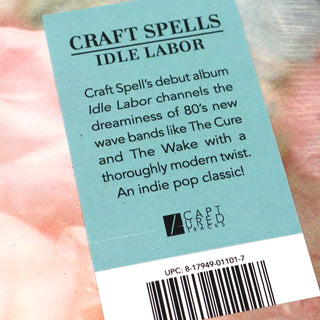 CRAFT SPELLS
IDLE LABOR
Craft Spell's debut album
Idle Labor channels the
dreaminess of 80's new
wave bands like The Cure
and The Wake with a
thoroughly modern twist.
An indie pop classic!
CAPT
URED
TRACKS
UPC: 8-17949-01101-7